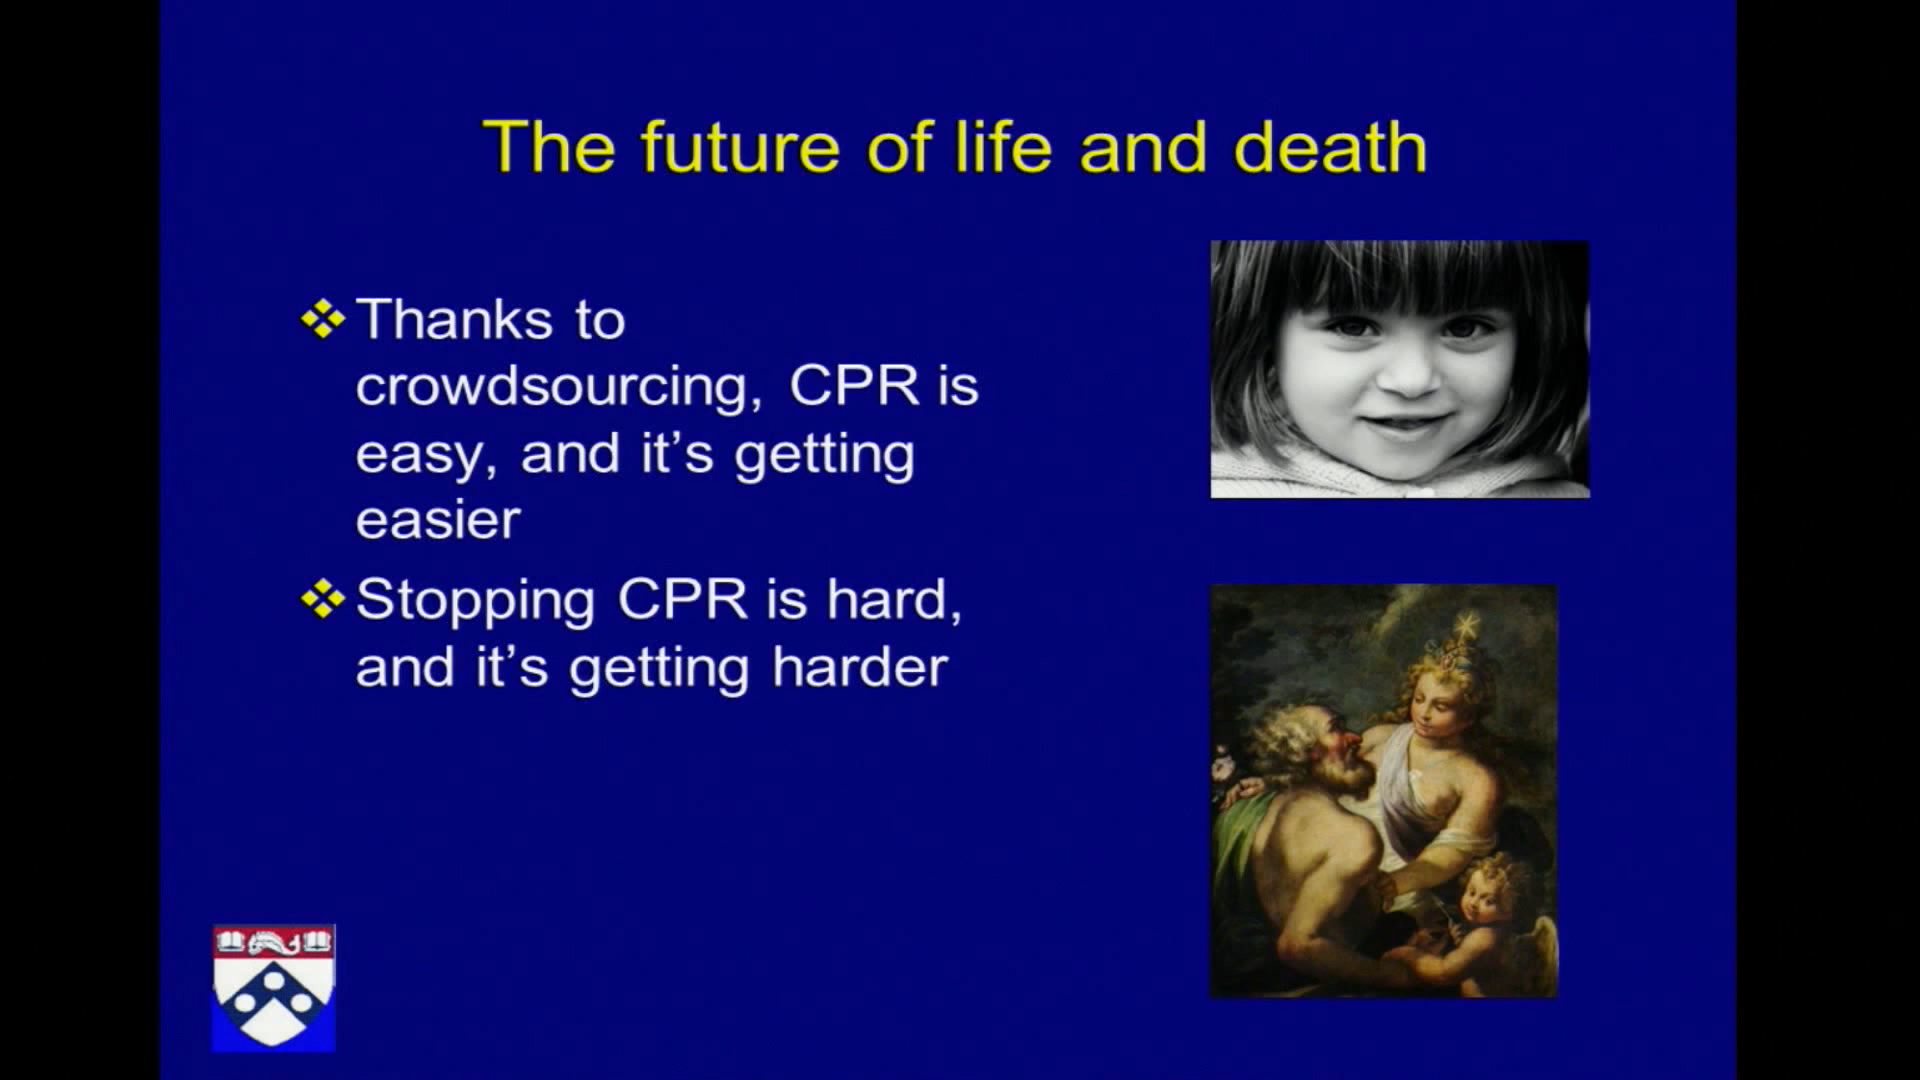 The future of life and death
Thanks to
crowdsourcing, CPR is
easy, and it’s getting
easier
Stopping CPR is hard,
and it’s getting harder